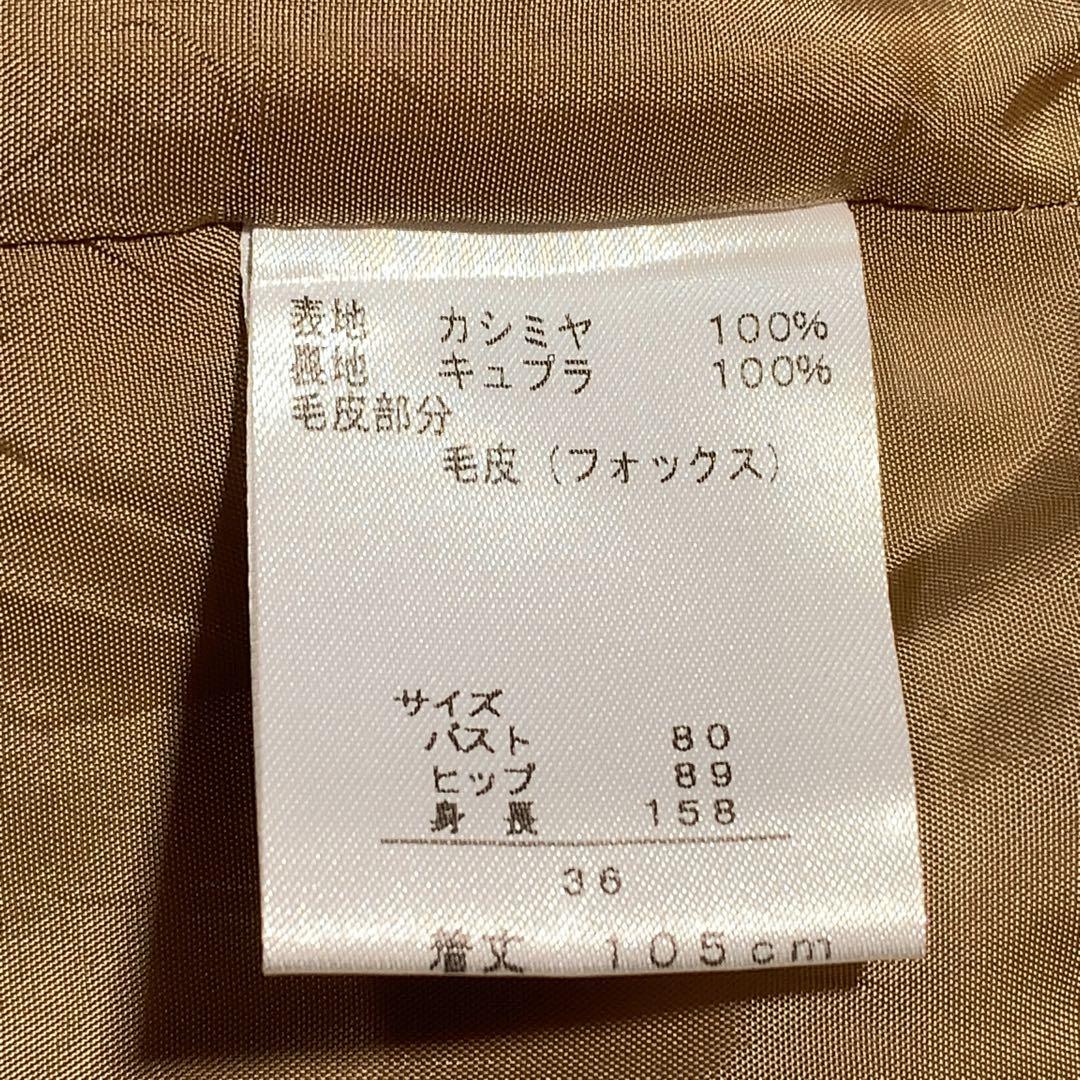 表地 カシミヤ 100%
裏地 キュプラ 100%
毛皮部分
毛皮（フォックス）
サイズ
バスト 80
ヒップ 89
身長 158
36
着丈 105cm